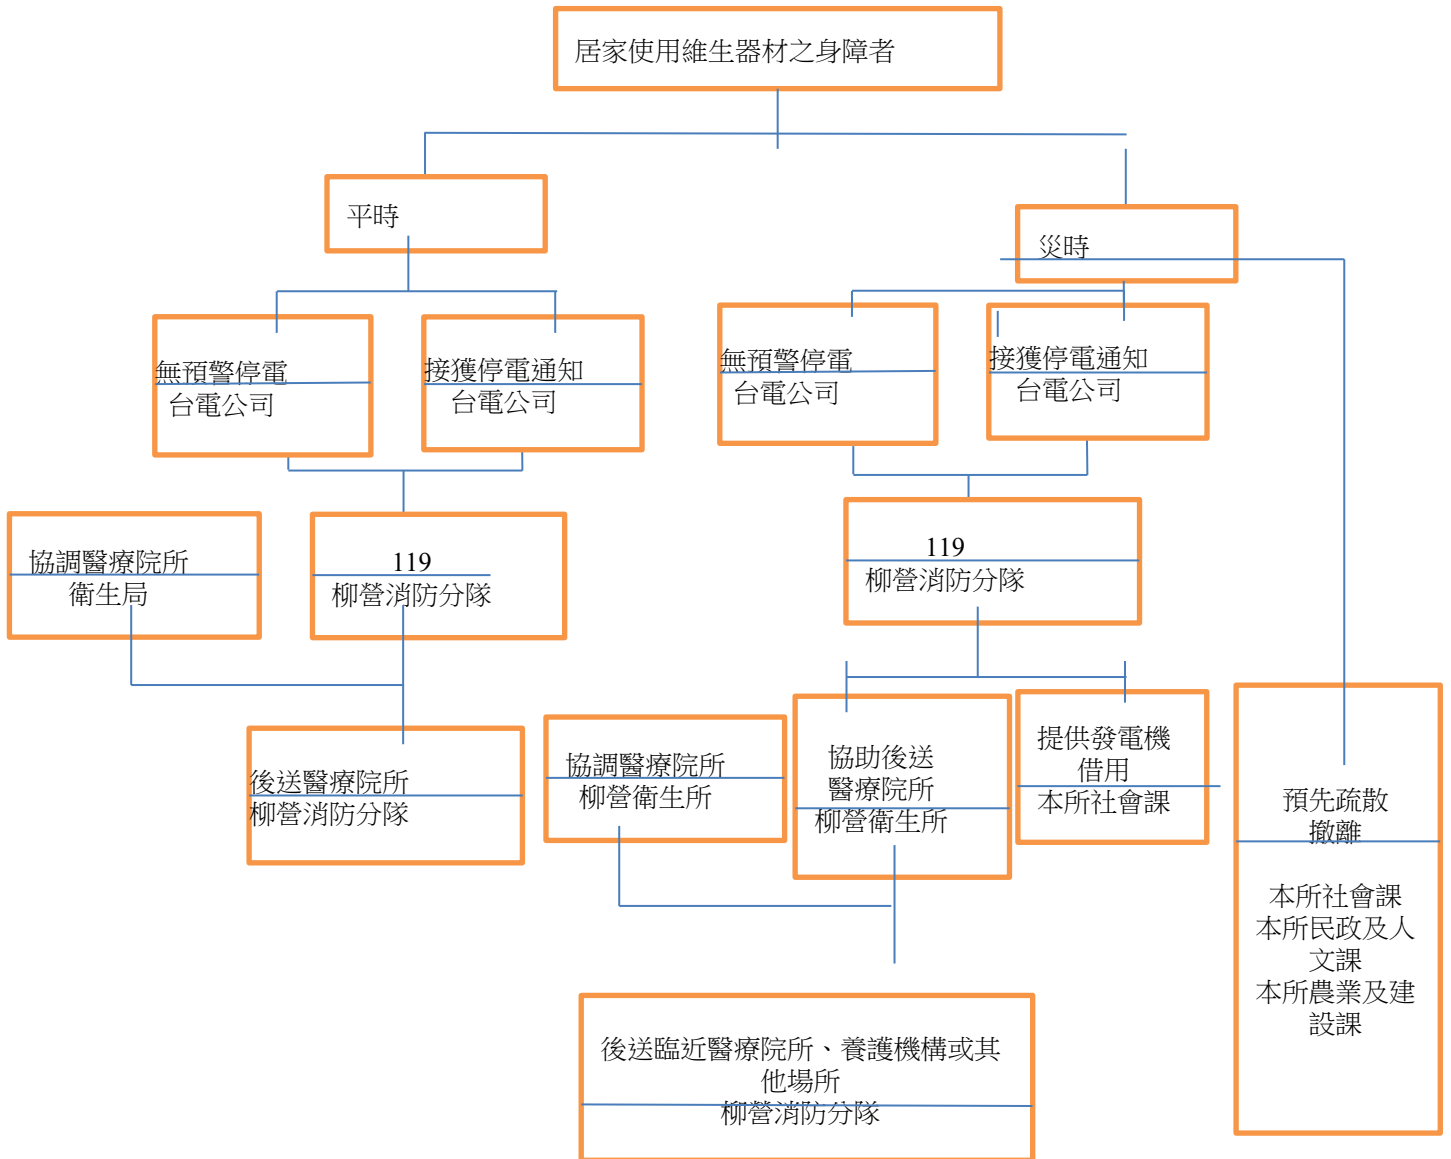 居家使用維生器材之身障者
平時
災時
無預警停電
台電公司
接獲停電通知
台電公司
無預警停電
台電公司
接獲停電通知
台電公司
協調醫療院所
衛生局
119
柳營消防分隊
119
柳營消防分隊
後送醫療院所
柳營消防分隊
協調醫療院所
柳營衛生所
協助後送
醫療院所
柳營衛生所
提供發電機
借用
本所社會課
預先疏散
撤離
本所社會課
本所民政及人
文課
本所農業及建
設課
後送臨近醫療院所、養護機構或其
他場所
柳營消防分隊